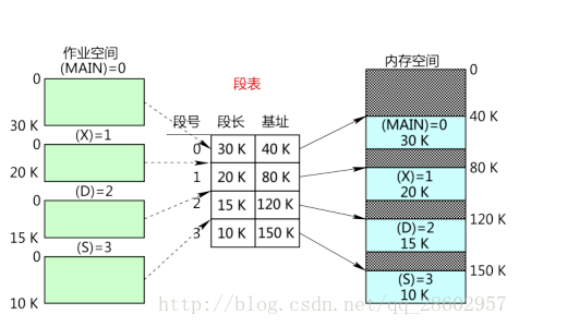 作业空间
(MAIN)=0
0
30 K
(X)=1
0
20 K
(D)=2
0
15 K
(S)=3
0
10 K
段表
段号 段长 基址
0 30 K 40 K
1 20 K 80 K
2 15 K 120 K
3 10 K 150 K
内存空间
0
40 K
(MAIN)=0
30 K
80 K
(X)=1
20 K
120 K
(D)=2
15 K
150 K
(S)=3
10 K
http://blog.csdn.net/qq_28602957